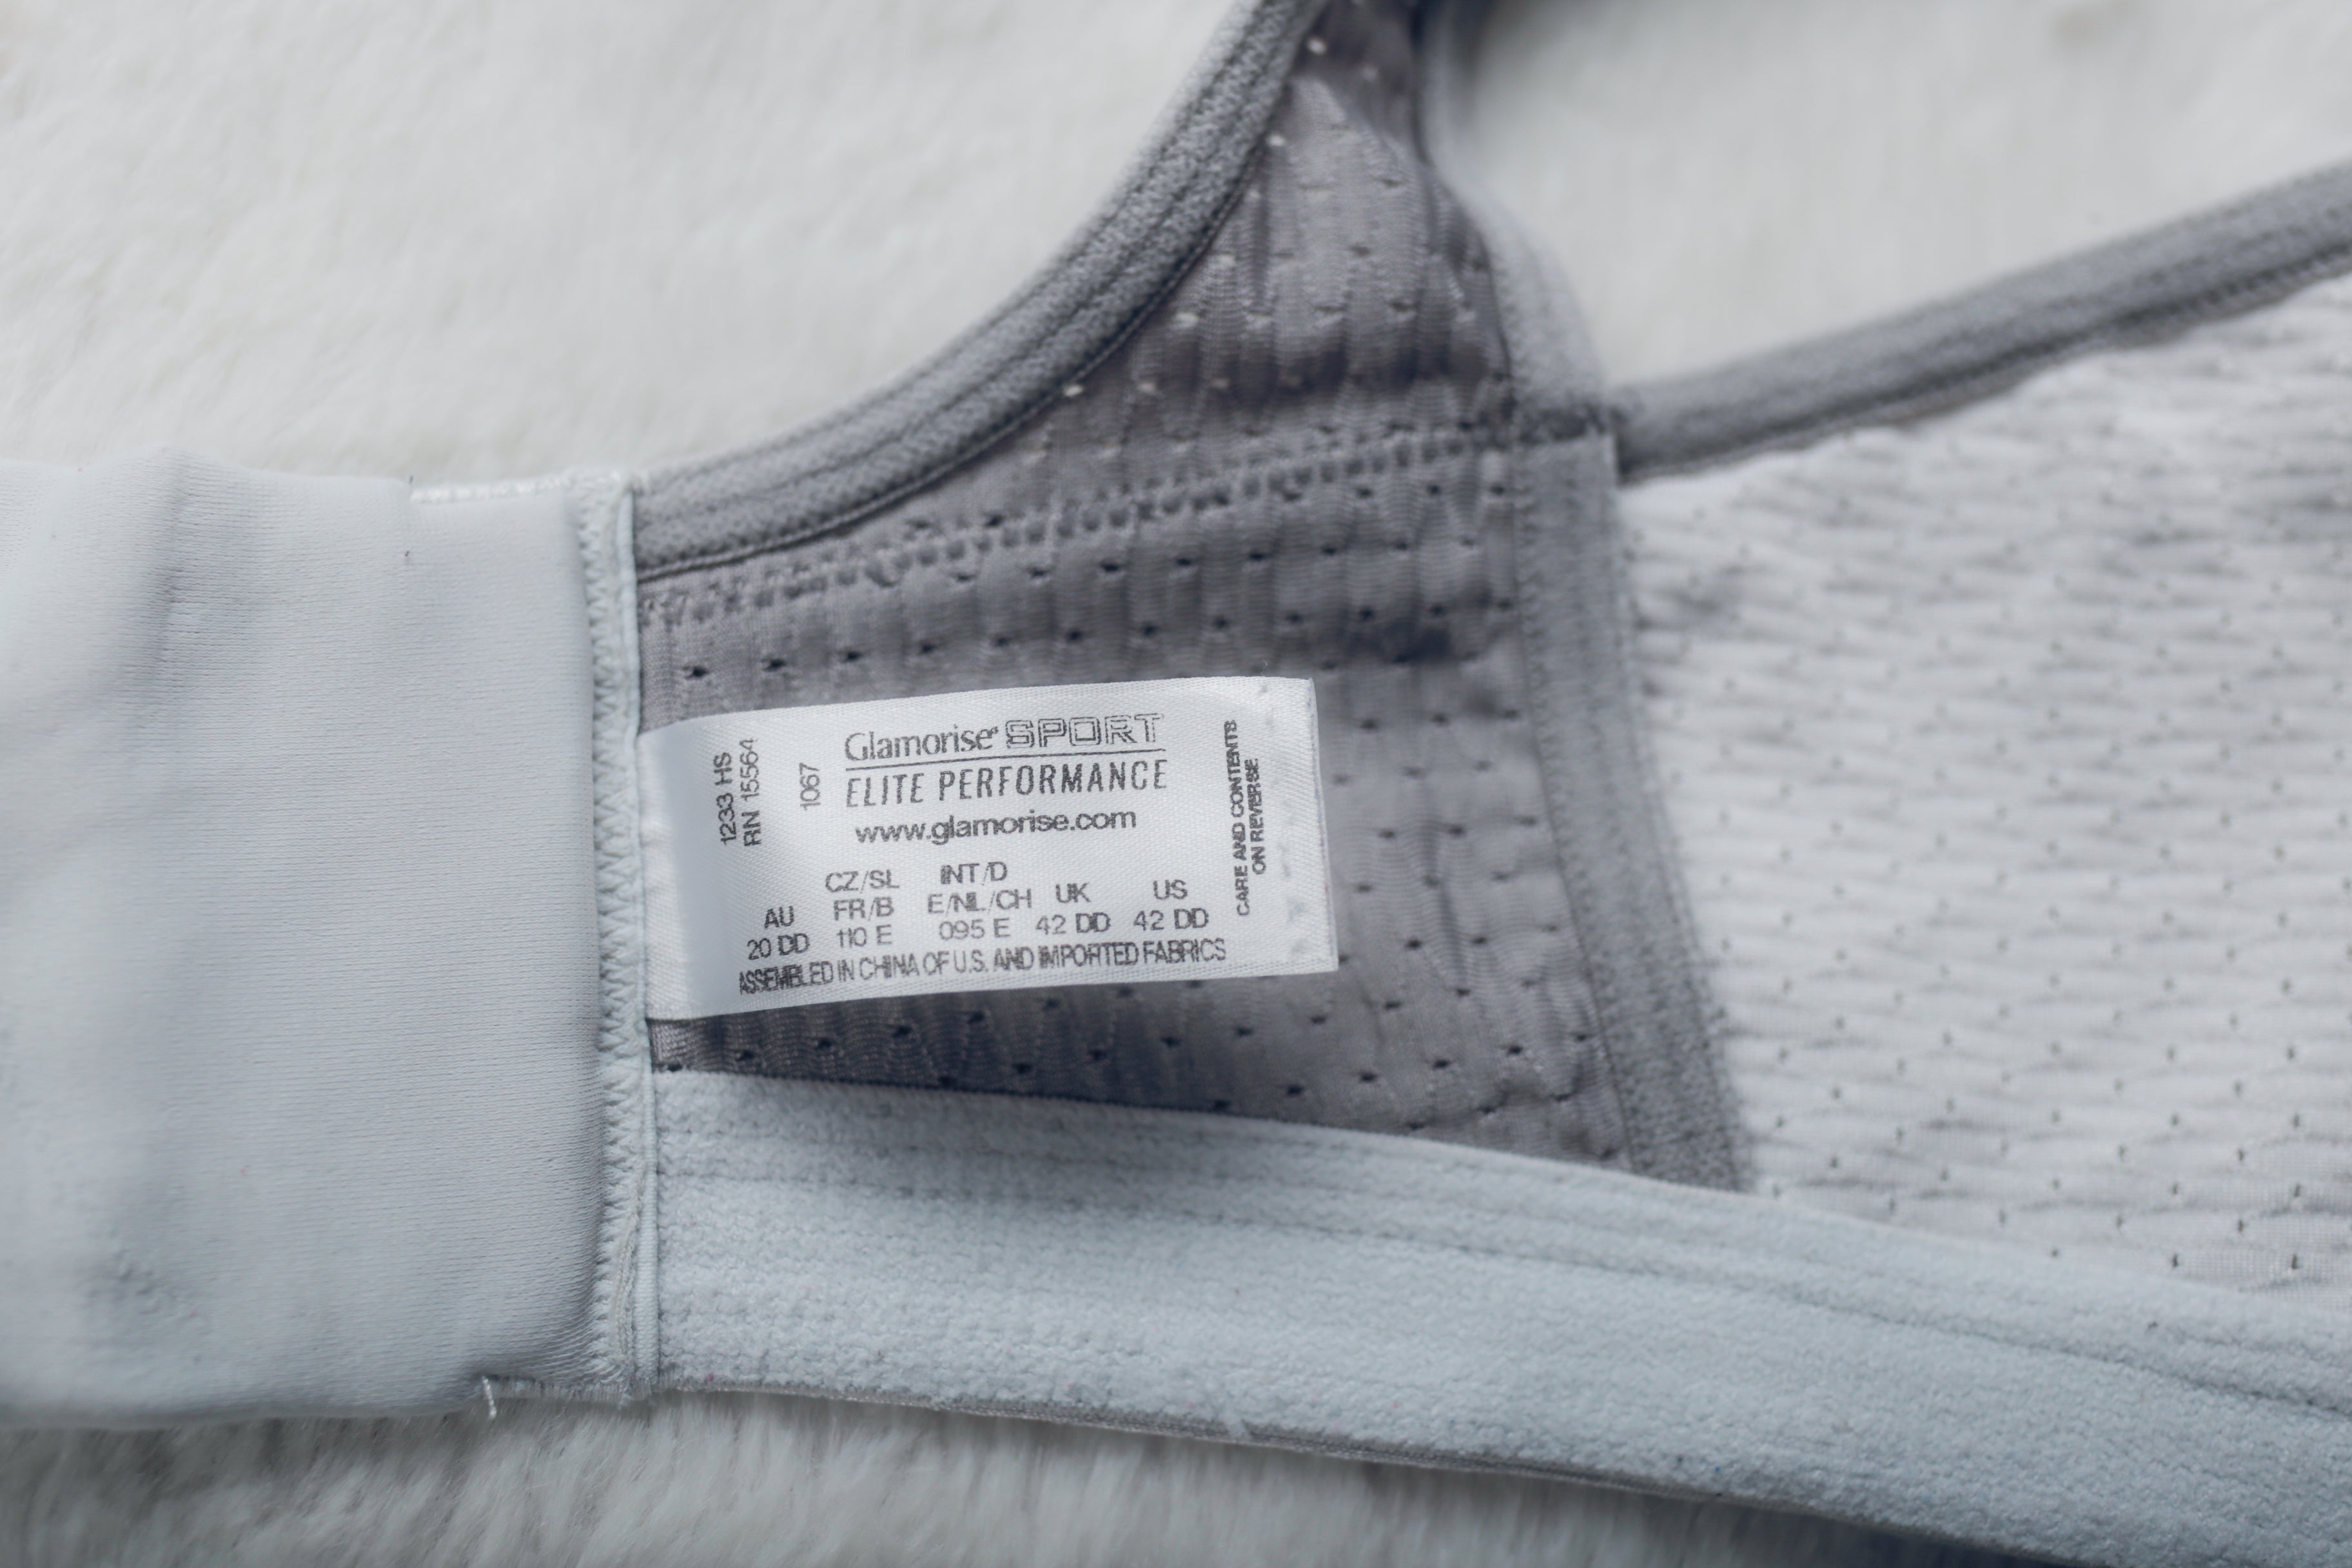 1233 HS
RN 15564
1067
Glamorise® SPORT
ELITE PERFORMANCE
www.glamorise.com
CZ/SL INT/D
AU FR/B E/NL/CH UK US
20 DD 110 E 095 E 42 DD 42 DD
ASSEMBLED IN CHINA OF U.S. AND IMPORTED FABRICS
CARE AND CONTENTS
ON REVERSE